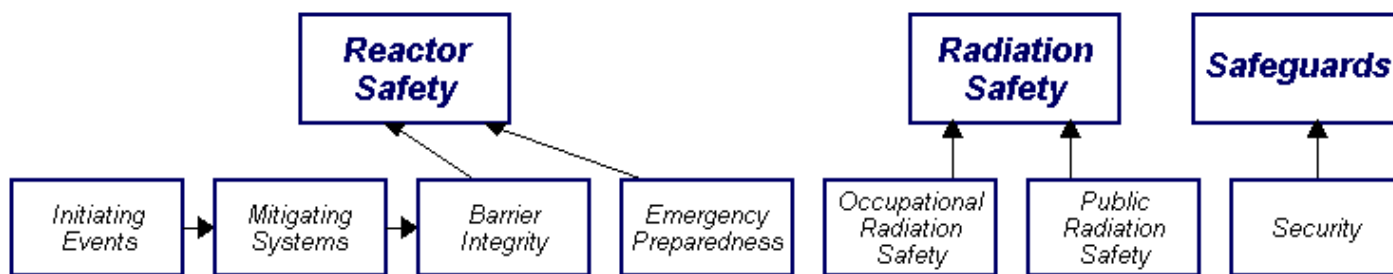 Reactor
Safety
Radiation
Safety
Safeguards
Initiating
Events
Mitigating
Systems
Barrier
Integrity
Emergency
Preparedness
Occupational
Radiation
Safety
Public
Radiation
Safety
Security